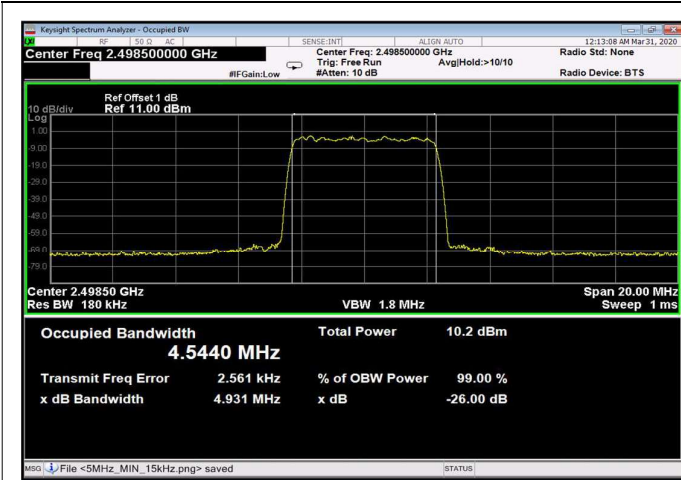 Keysight Spectrum Analyzer - Occupied BW
LXI RF 50 Ω AC SENSE:INT ALIGN AUTO 12:13:08 AM Mar 31, 2020
Center Freq 2.498500000 GHz Center Freq: 2.498500000 GHz Radio Std: None
Trig: Free Run Avg|Hold:>10/10
#IFGain:Low #Atten: 10 dB Radio Device: BTS
Ref Offset 1 dB
10 dB/div Ref 11.00 dBm
Log
1.00
-9.00
-19.0
-29.0
-39.0
-49.0
-59.0
-69.0
-79.0
Center 2.49850 GHz Span 20.00 MHz
Res BW 180 kHz VBW 1.8 MHz Sweep 1 ms
Occupied Bandwidth Total Power 10.2 dBm
4.5440 MHz
Transmit Freq Error 2.561 kHz % of OBW Power 99.00 %
x dB Bandwidth 4.931 MHz x dB -26.00 dB
MSG File <5MHz_MIN_15kHz.png> saved STATUS